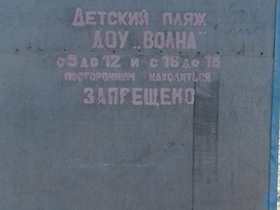 ДЕТСКИЙ ПЛЯЖ
ДОУ „ВОЛНА"
с 9 до 12 и с 16 до 18
ПОСТОРОННИМ НАХОДИТЬСЯ
ЗАПРЕЩЕНО